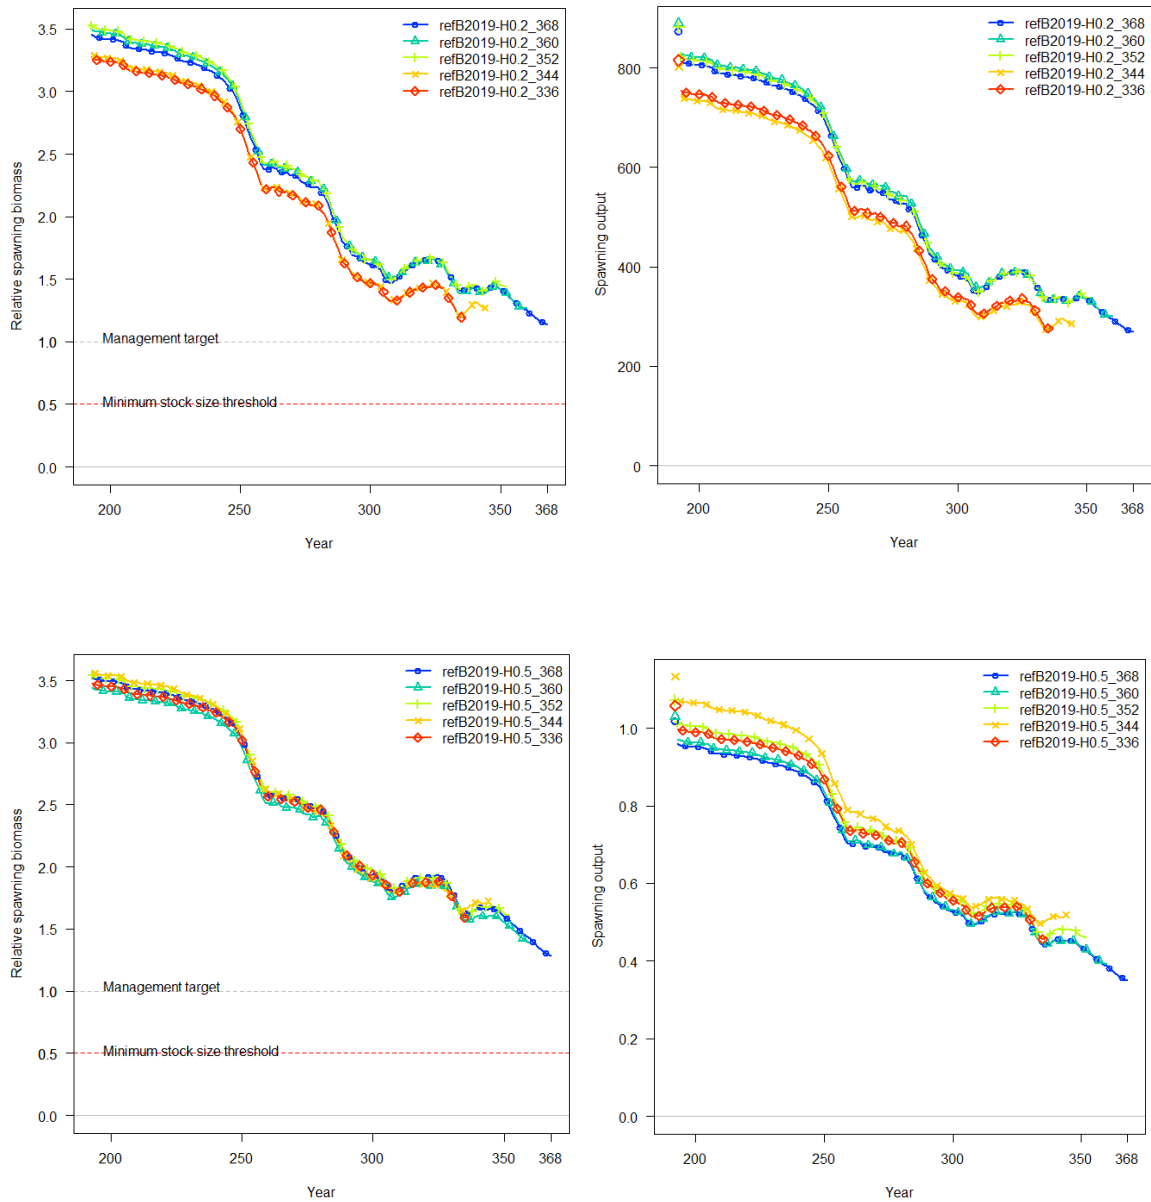 3.5
3.0
2.5
2.0
1.5
1.0
0.5
0.0
Relative spawning biomass
refB2019-H0.2_368
refB2019-H0.2_360
refB2019-H0.2_352
refB2019-H0.2_344
refB2019-H0.2_336
Management target
Minimum stock size threshold
200
250
300
350
368
Year
800
600
400
200
0
Spawning output
refB2019-H0.2_368
refB2019-H0.2_360
refB2019-H0.2_352
refB2019-H0.2_344
refB2019-H0.2_336
200
250
300
350
368
Year
3.5
3.0
2.5
2.0
1.5
1.0
0.5
0.0
Relative spawning biomass
refB2019-H0.5_368
refB2019-H0.5_360
refB2019-H0.5_352
refB2019-H0.5_344
refB2019-H0.5_336
Management target
Minimum stock size threshold
200
250
300
350
368
Year
1.0
0.8
0.6
0.4
0.2
0.0
Spawning output
refB2019-H0.5_368
refB2019-H0.5_360
refB2019-H0.5_352
refB2019-H0.5_344
refB2019-H0.5_336
200
250
300
350
368
Year